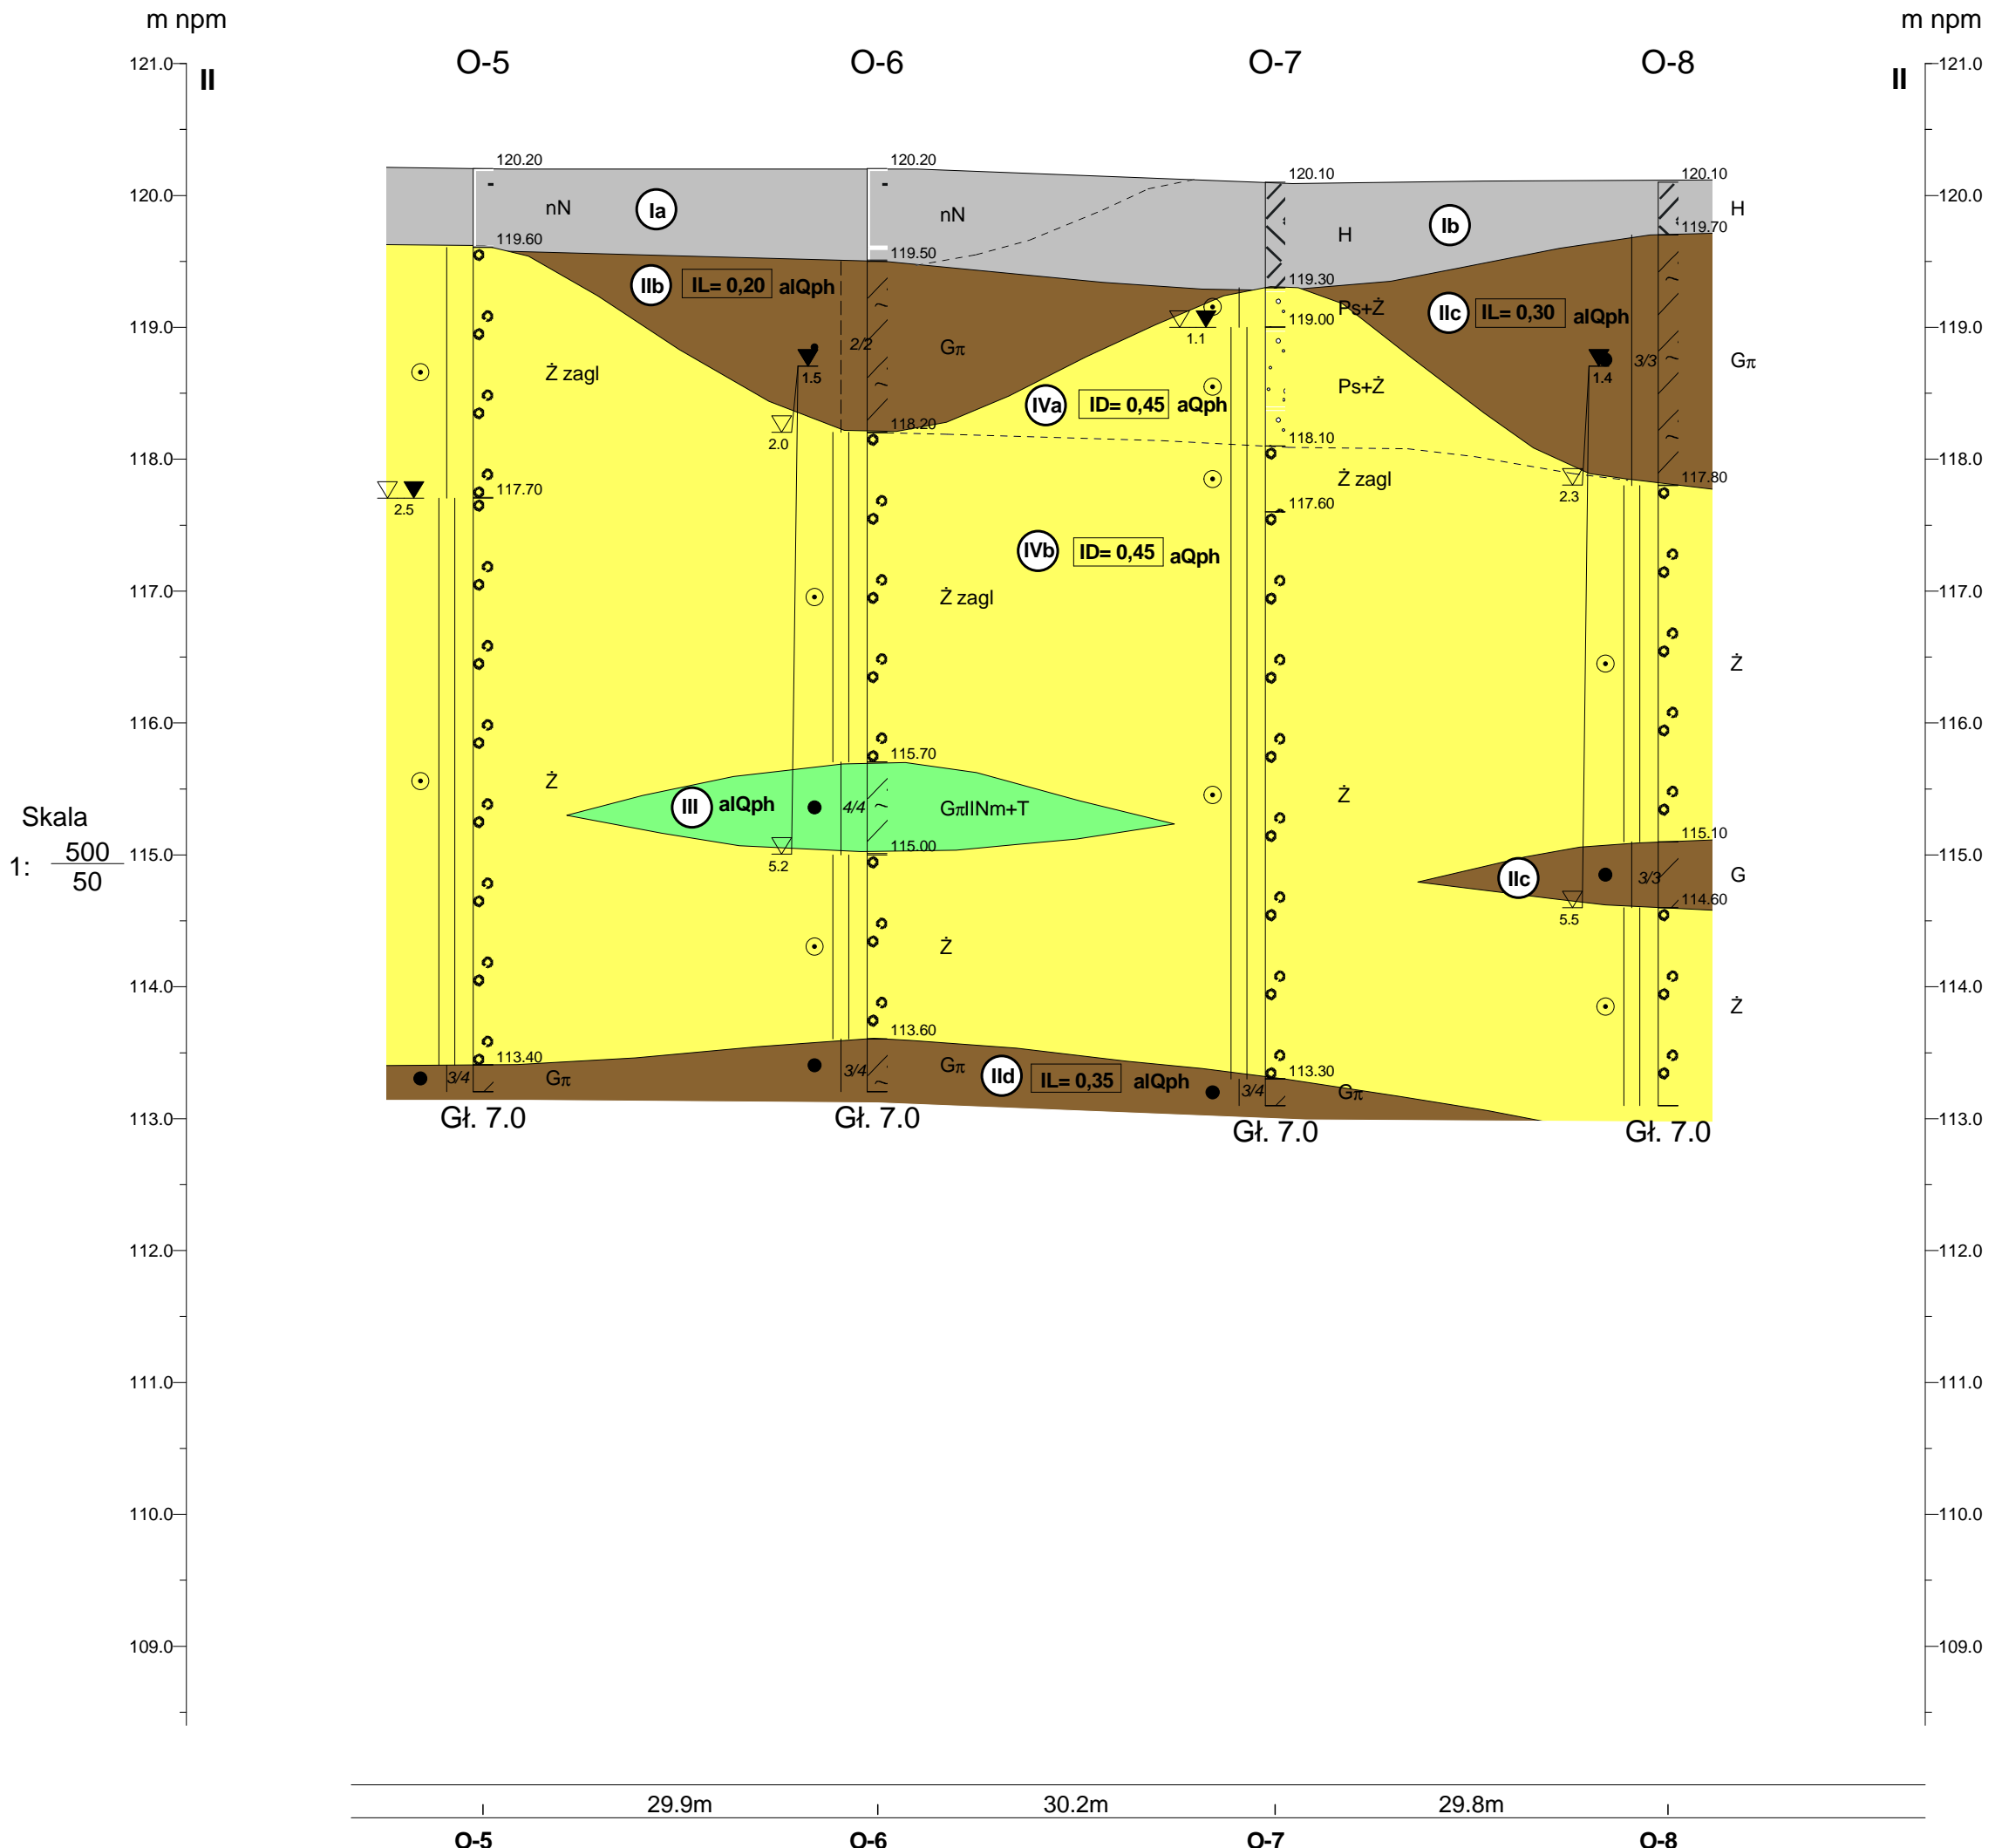 m npm
m npm
O-5
O-6
O-7
O-8
II
II
121.0
121.0
120.20
120.20
120.10
120.10
120.0
120.0
nN
Ia
nN
H
Ib
H
119.60
119.50
119.30
119.70
IIb
IL= 0,20
alQph
Ps+Ż
IIc
IL= 0,30
alQph
119.0
119.00
119.0
1.1
2/2
Gπ
1.5
3/3
Gπ
1.4
Ż zagl
IVa
ID= 0,45
aQph
Ps+Ż
2.0
118.20
118.10
118.0
118.0
2.5
117.70
Ż zagl
117.60
2.3
117.80
IVb
ID= 0,45
aQph
117.0
Ż zagl
117.0
Ż
116.0
116.0
115.70
Ż
III
alQph
4/4
GπIINm+T
Ż
Skala
1:
500
50
115.0
5.2
115.00
115.10
115.0
IIc
3/3
G
5.5
114.60
Ż
114.0
114.0
Ż
113.40
113.60
113.30
3/4
Gπ
3/4
Gπ
IId
IL= 0,35
alQph
3/4
Gπ
113.0
113.0
Gł. 7.0
Gł. 7.0
Gł. 7.0
Gł. 7.0
112.0
112.0
111.0
111.0
110.0
110.0
109.0
109.0
29.9m
30.2m
29.8m
O-5
O-6
O-7
O-8